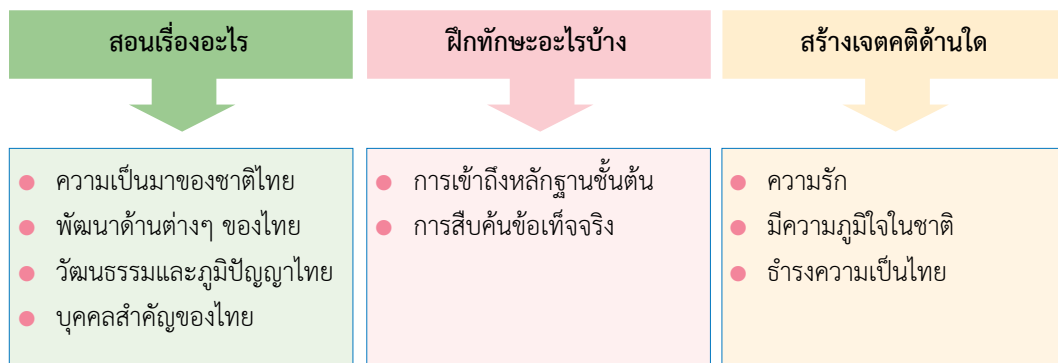 สอนเรื่องอะไร
ความเป็นมาของชาติไทย
พัฒนาด้านต่างๆ ของไทย
วัฒนธรรมและภูมิปัญญาไทย
บุคคลสำคัญของไทย
ฝึกทักษะอะไรบ้าง
การเข้าถึงหลักฐานชั้นต้น
การสืบค้นข้อเท็จจริง
สร้างเจตคติด้านใด
ความรัก
มีความภูมิใจในชาติ
ธำรงความเป็นไทย